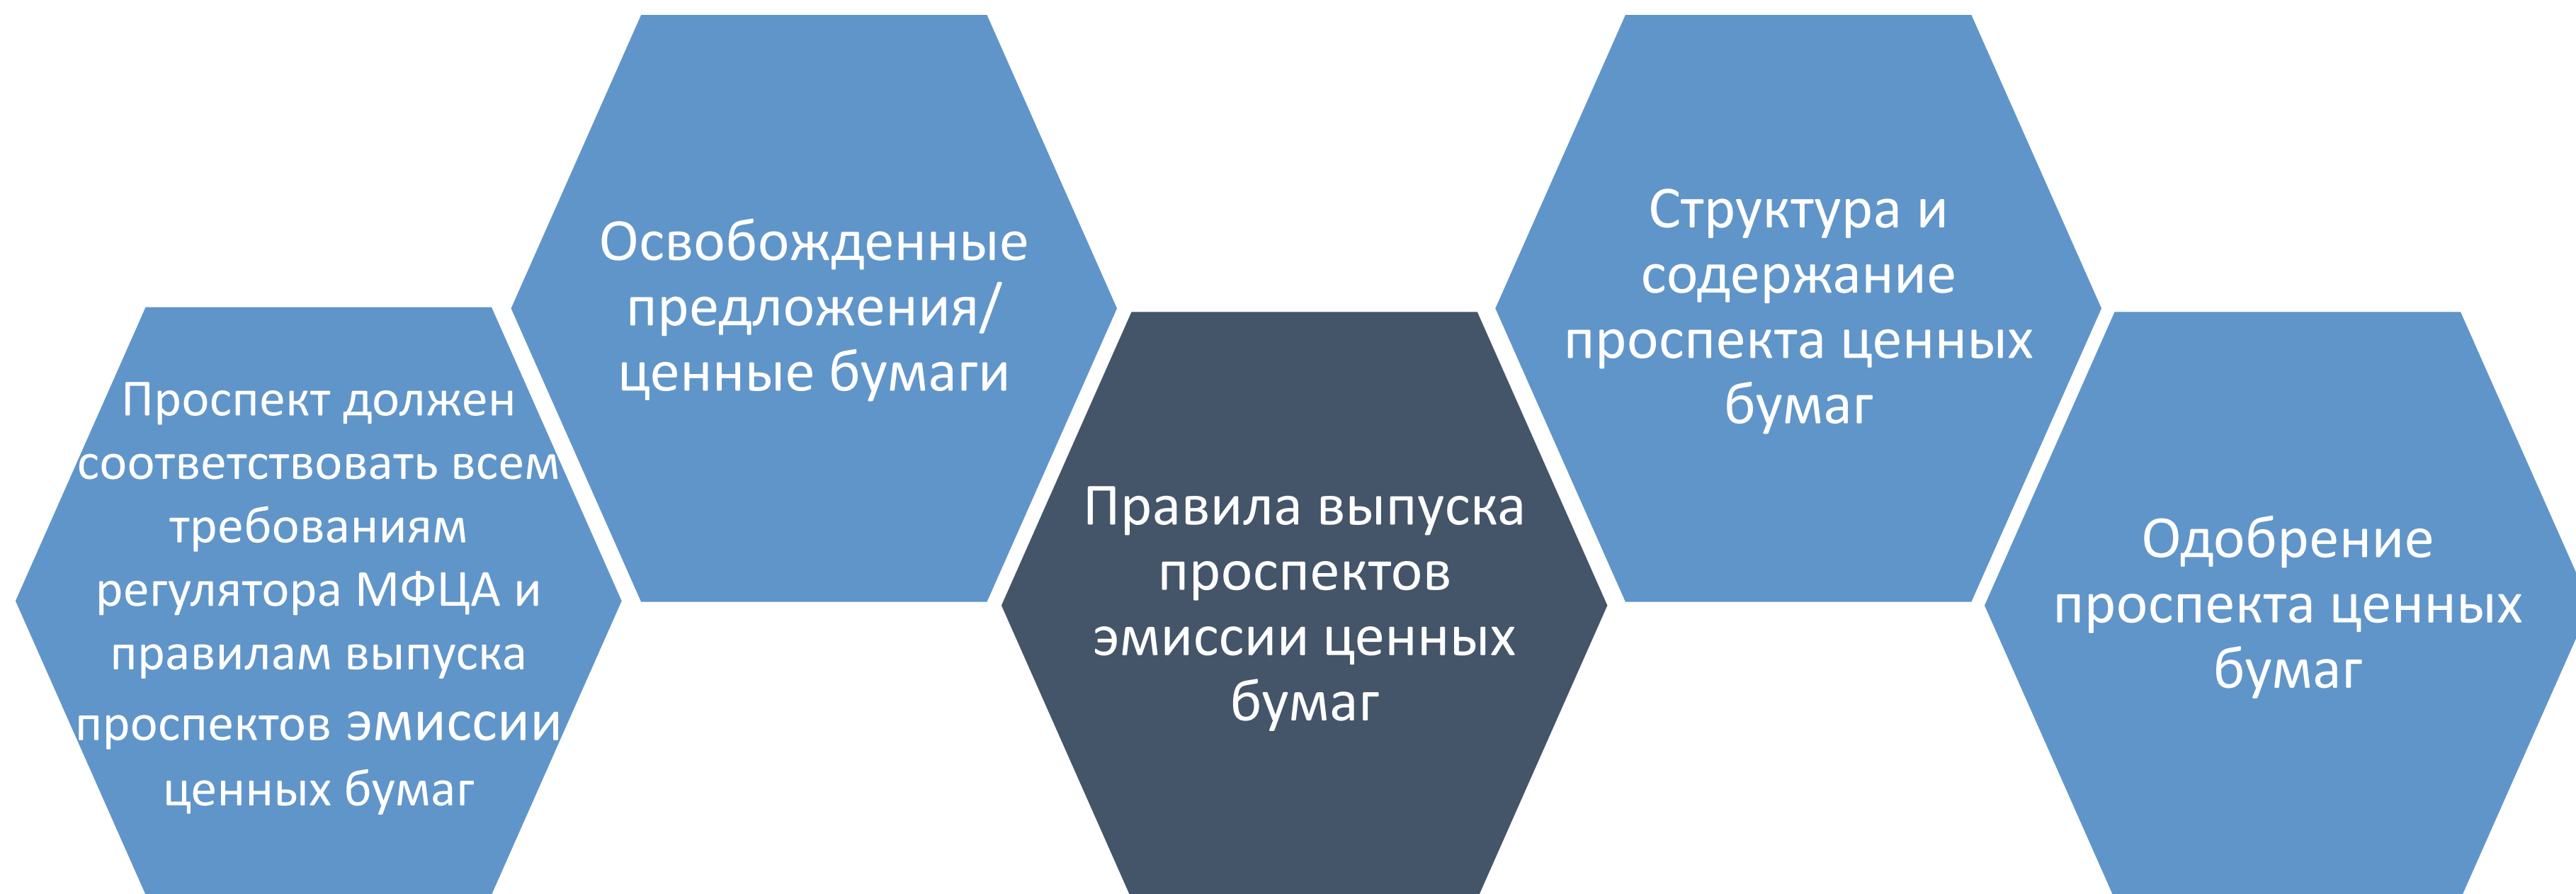 Проспект должен
соответствовать всем
требованиям
регулятора МФЦА и
правилам выпуска
проспектов эмиссии
ценных бумаг
Освобожденные
предложения/
ценные бумаги
Правила выпуска
проспектов
эмиссии ценных
бумаг
Структура и
содержание
проспекта ценных
бумаг
Одобрение
проспекта ценных
бумаг